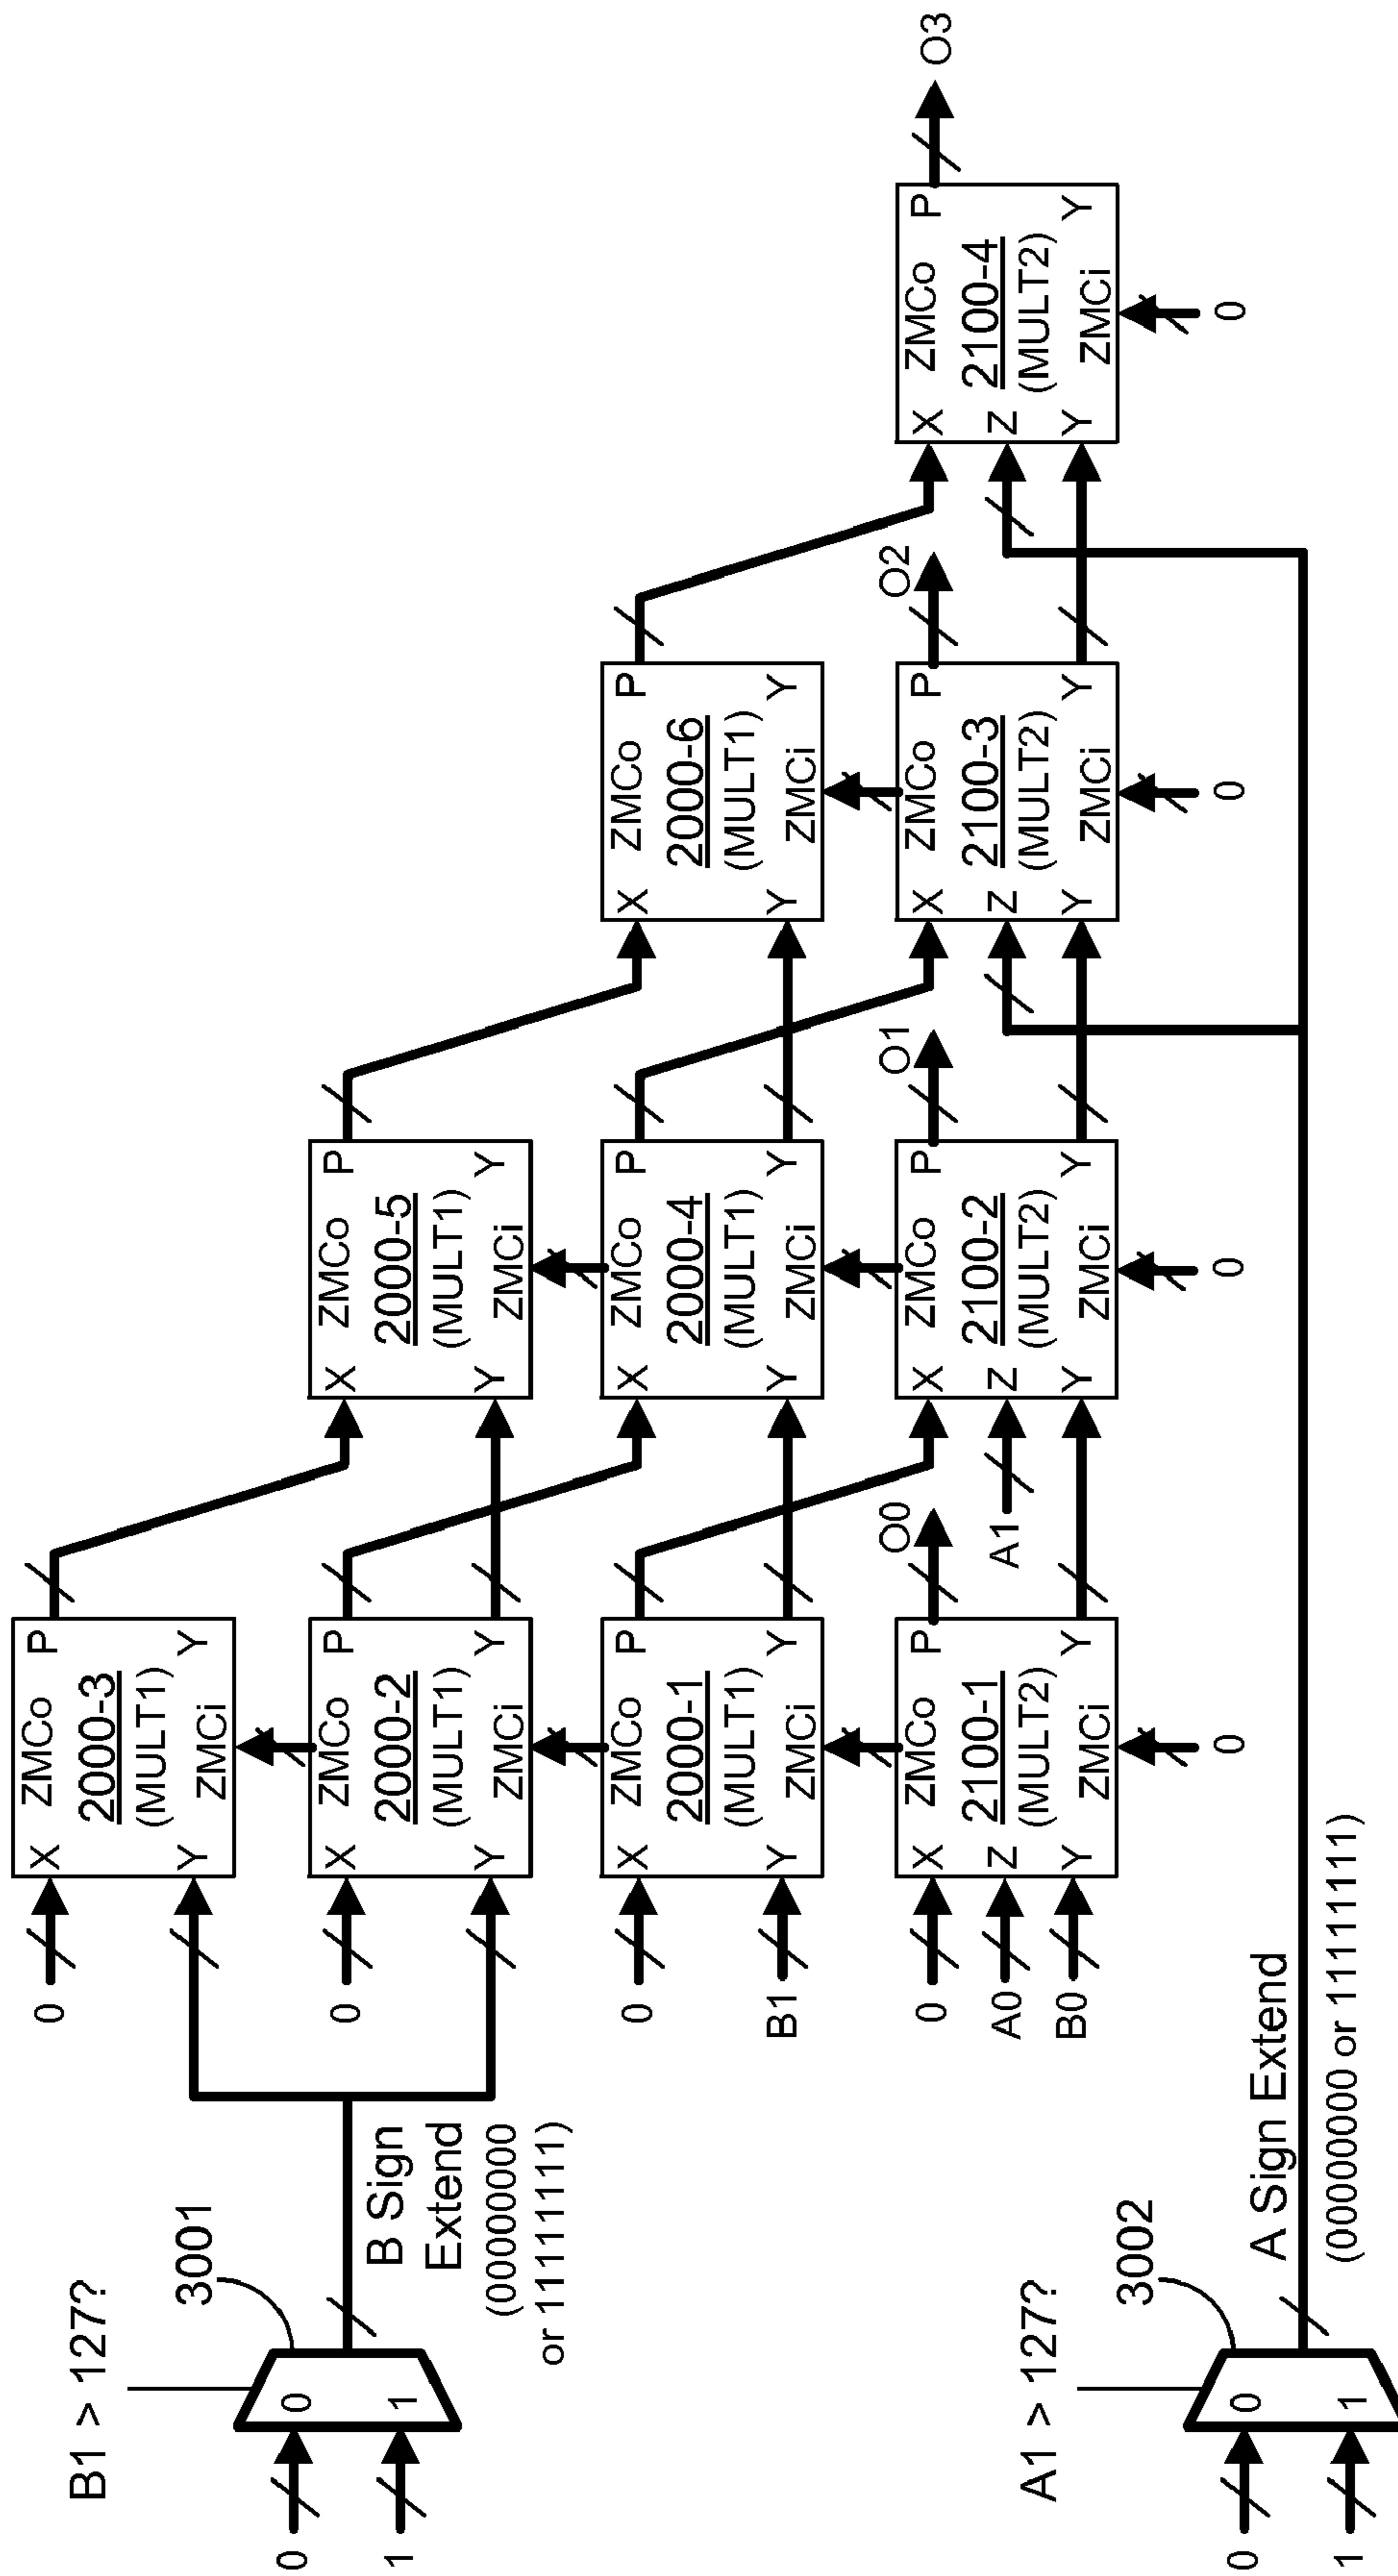 B1 > 127?
3001
0
1
0
1
B Sign
Extend
(00000000
or 11111111)
A1 > 127?
3002
0
1
0
1
A Sign Extend
(00000000 or 11111111)
0
X ZMCo P
2000-3
(MULT1)
Y Y
ZMCi
0
X ZMCo P
2000-2
(MULT1)
Y Y
ZMCi
0
B1
X ZMCo P
2000-1
(MULT1)
Y Y
ZMCi
0
A0
B0
X ZMCo P
Z 2100-1
(MULT2)
Y Y
ZMCi
0
O0
X ZMCo P
2000-5
(MULT1)
Y Y
ZMCi
X ZMCo P
2000-4
(MULT1)
Y Y
ZMCi
A1
X ZMCo P
Z 2100-2
(MULT2)
Y Y
ZMCi
0
O1
X ZMCo P
2000-6
(MULT1)
Y Y
ZMCi
X ZMCo P
Z 2100-3
(MULT2)
Y Y
ZMCi
0
O2
X ZMCo P
Z 2100-4
(MULT2)
Y Y
ZMCi
0
O3